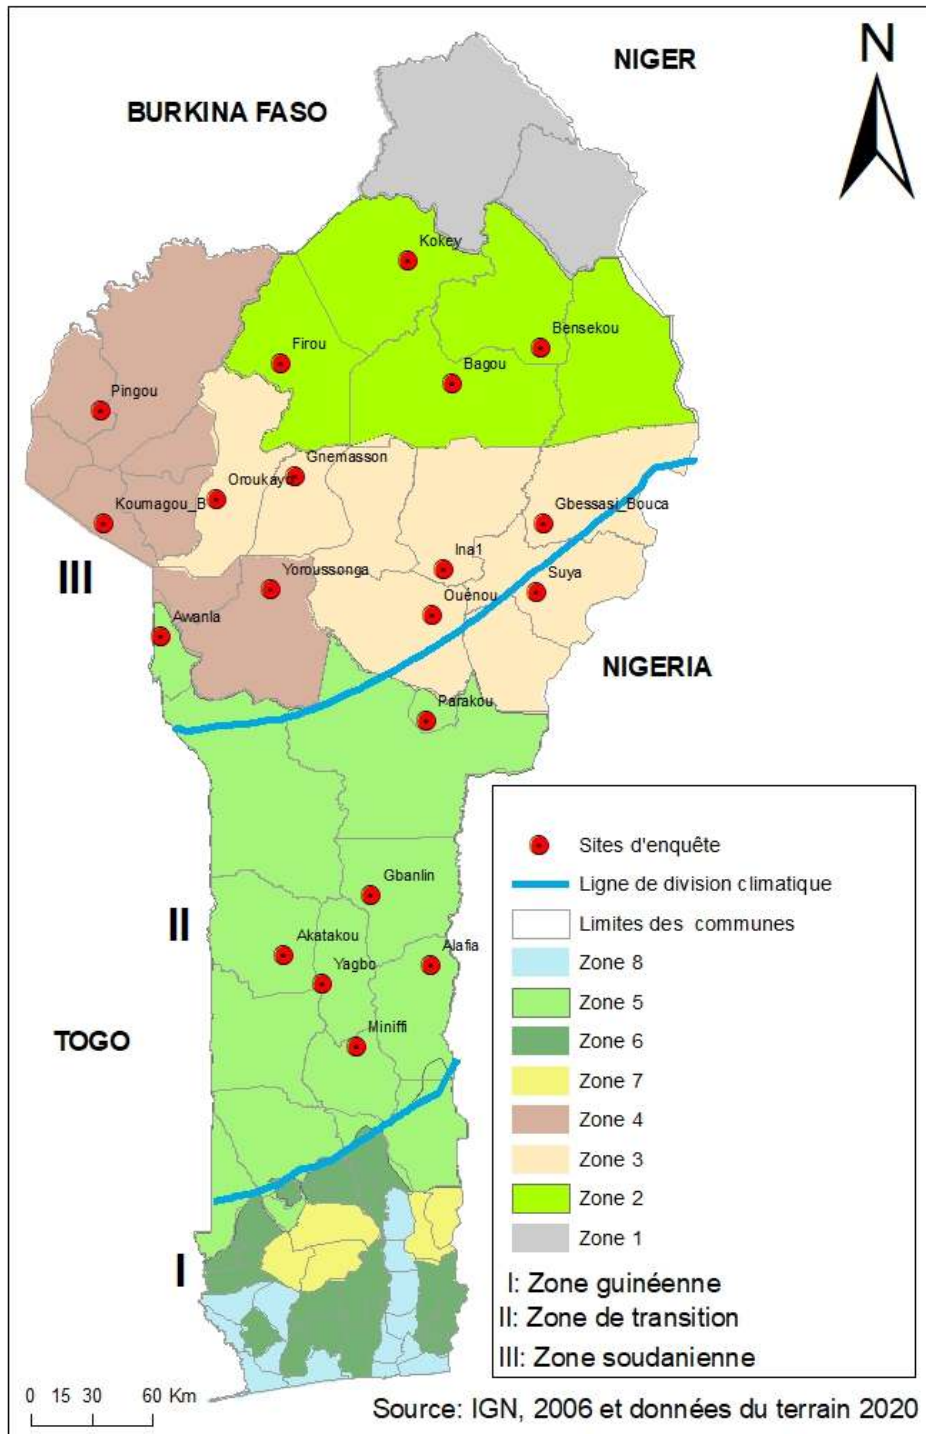 NIGER
N
BURKINA FASO
Kokey
Bensekou
Firou
Bagou
Pingou
Gnemasson
Oroukayo
Koumagou_B
Gbessasi_Bouca
III
Ina1
Yoroussonga
Suya
Ouénou
Awanla
NIGERIA
Parakou
Gbanlin
II
Akatakou
Alafia
Yagbo
Miniffi
TOGO
I
Sites d'enquête
Ligne de division climatique
Limites des communes
Zone 8
Zone 5
Zone 6
Zone 7
Zone 4
Zone 3
Zone 2
Zone 1
I: Zone guinéenne
II: Zone de transition
III: Zone soudanienne
0 15 30 60 Km
Source: IGN, 2006 et données du terrain 2020